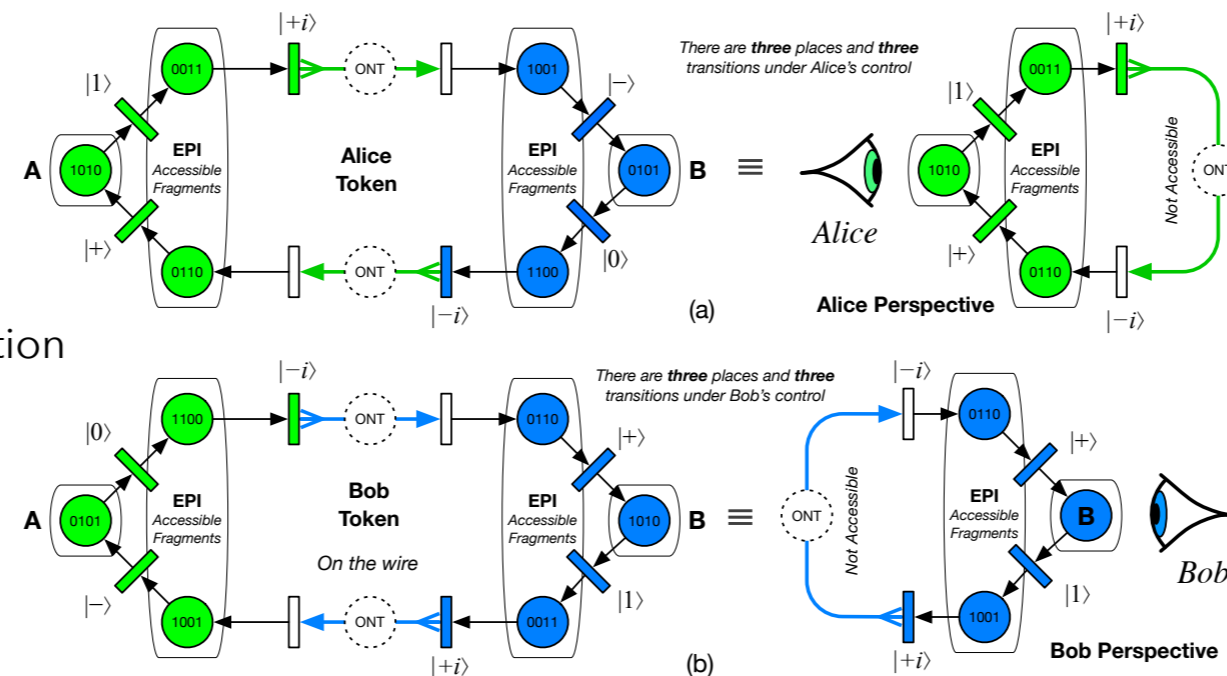 |+i⟩
|+i⟩
There are three places and three
transitions under Alice's control
0011
ONT
1001
0011
|1⟩
|−⟩
|1⟩
A
1010
EPI
Accessible
Fragments
Alice
Token
EPI
Accessible
Fragments
0101
B
≡
Alice
1010
EPI
Accessible
Fragments
Not Accessible
ONT
|+⟩
|0⟩
|+⟩
0110
ONT
1100
0110
|−i⟩
(a)
Alice Perspective
|−i⟩
tion
|−i⟩
There are three places and three
transitions under Bob's control
|−i⟩
1100
ONT
0110
0110
|0⟩
|+⟩
|+⟩
A
0101
EPI
Accessible
Fragments
Bob
Token
On the wire
EPI
Accessible
Fragments
1010
B
≡
ONT
Not Accessible
EPI
Accessible
Fragments
B
Bob
|−⟩
|1⟩
|1⟩
1001
ONT
0011
1001
|+i⟩
(b)
|+i⟩
Bob Perspective